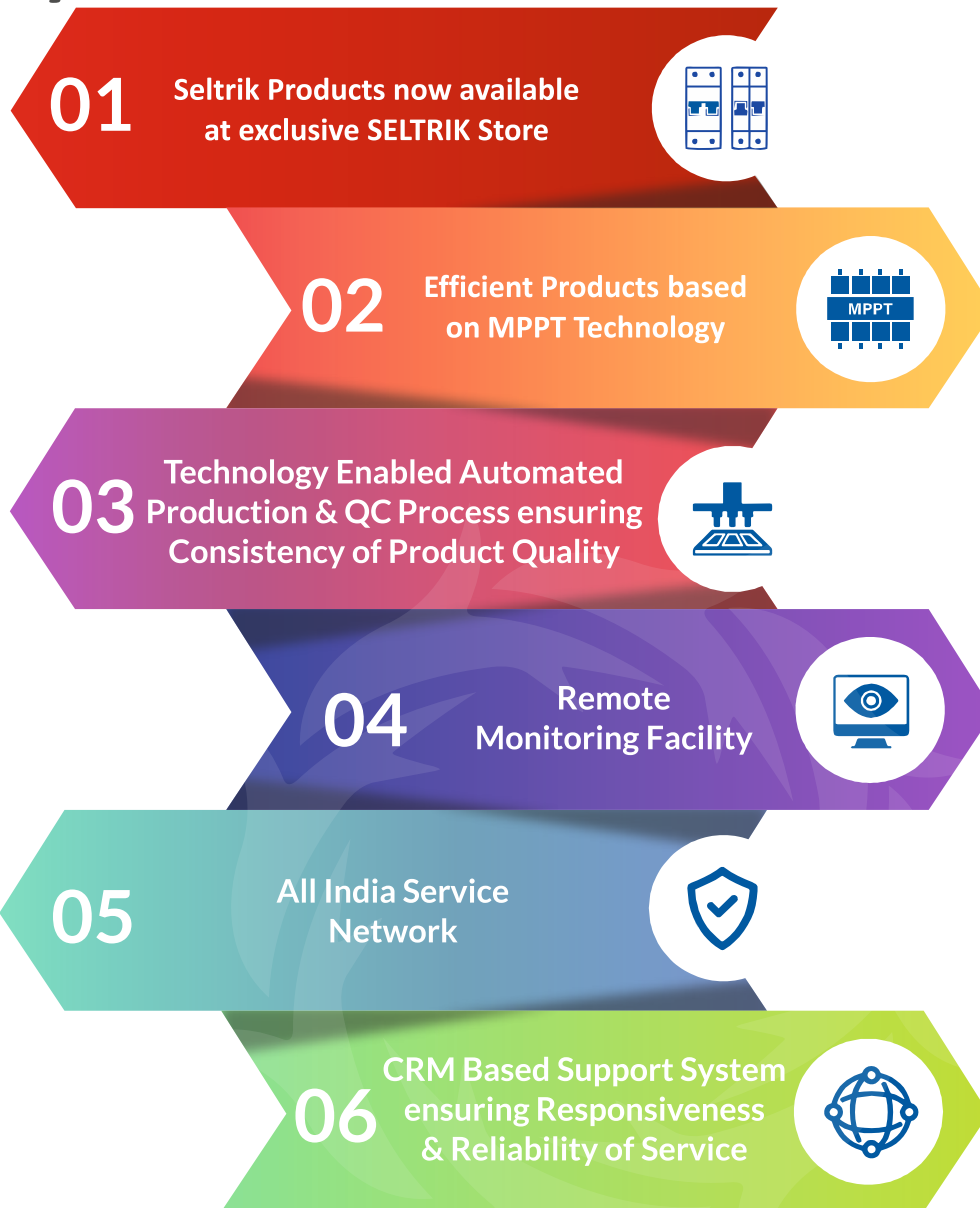 01
Seltrik Products now available
at exclusive SELTRIK Store
02
Efficient Products based
on MPPT Technology
MPPT
03
Technology Enabled Automated
Production & QC Process ensuring
Consistency of Product Quality
04
Remote
Monitoring Facility
05
All India Service
Network
06
CRM Based Support System
ensuring Responsiveness
& Reliability of Service